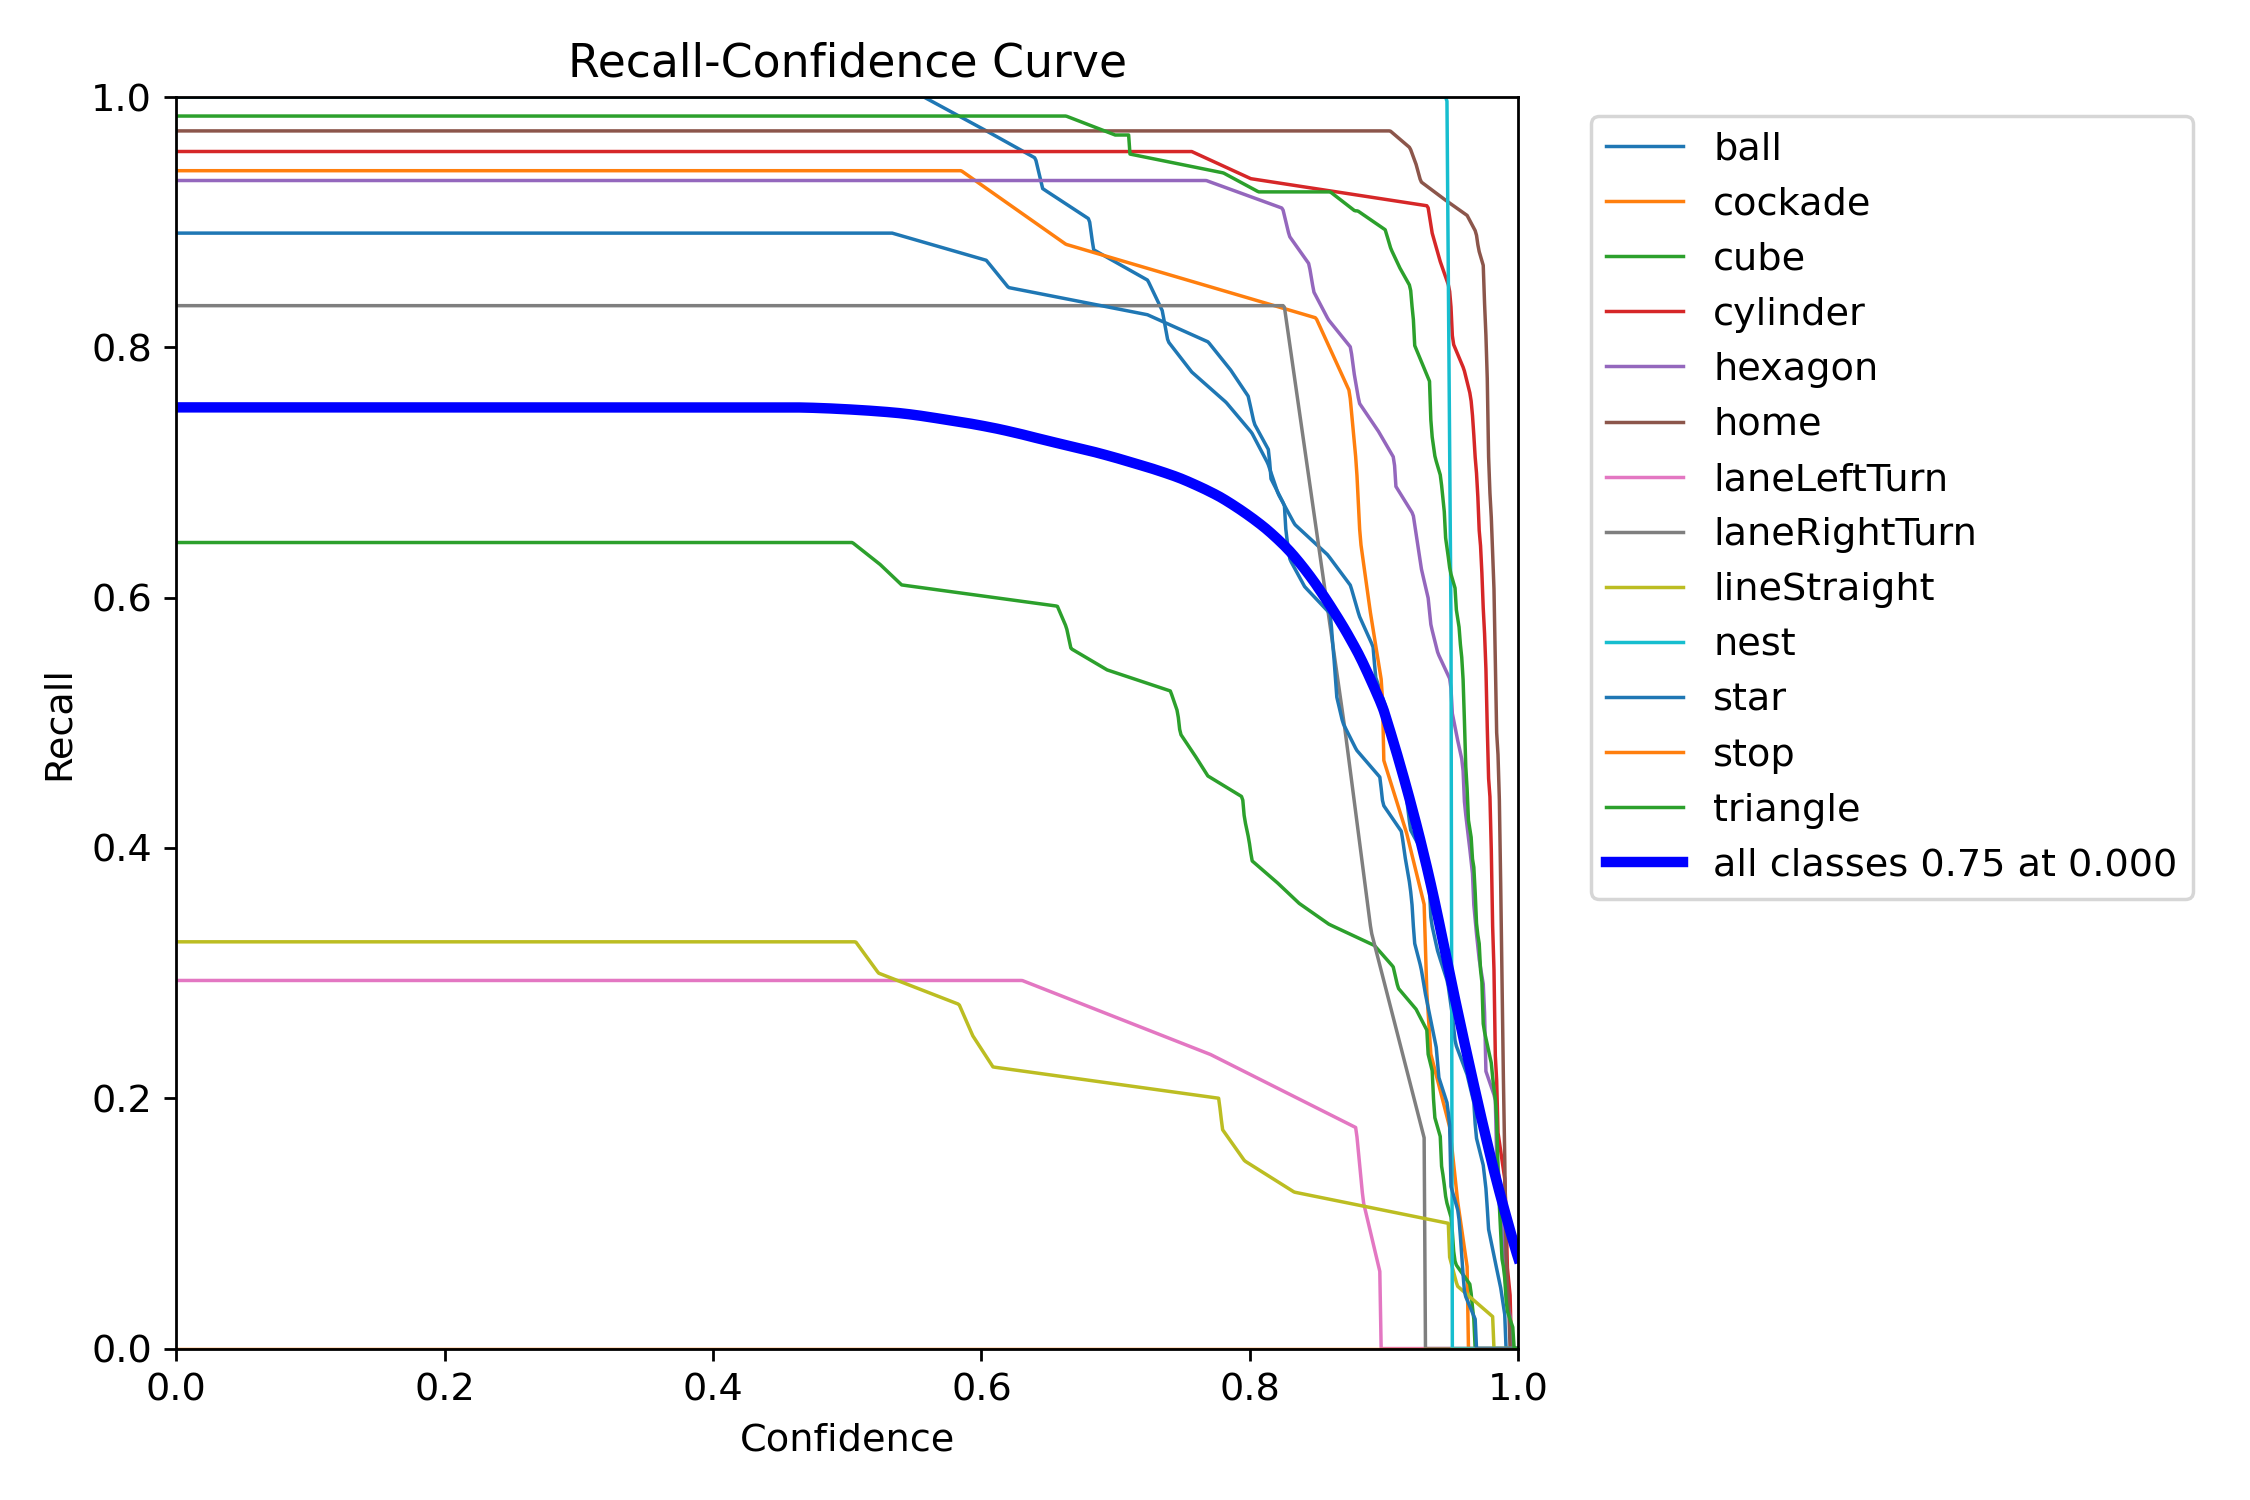 Recall-Confidence Curve
1.0
0.8
0.6
0.4
0.2
0.0
Recall
0.0 0.2 0.4 0.6 0.8 1.0
Confidence
ball
cockade
cube
cylinder
hexagon
home
laneLeftTurn
laneRightTurn
lineStraight
nest
star
stop
triangle
all classes 0.75 at 0.000